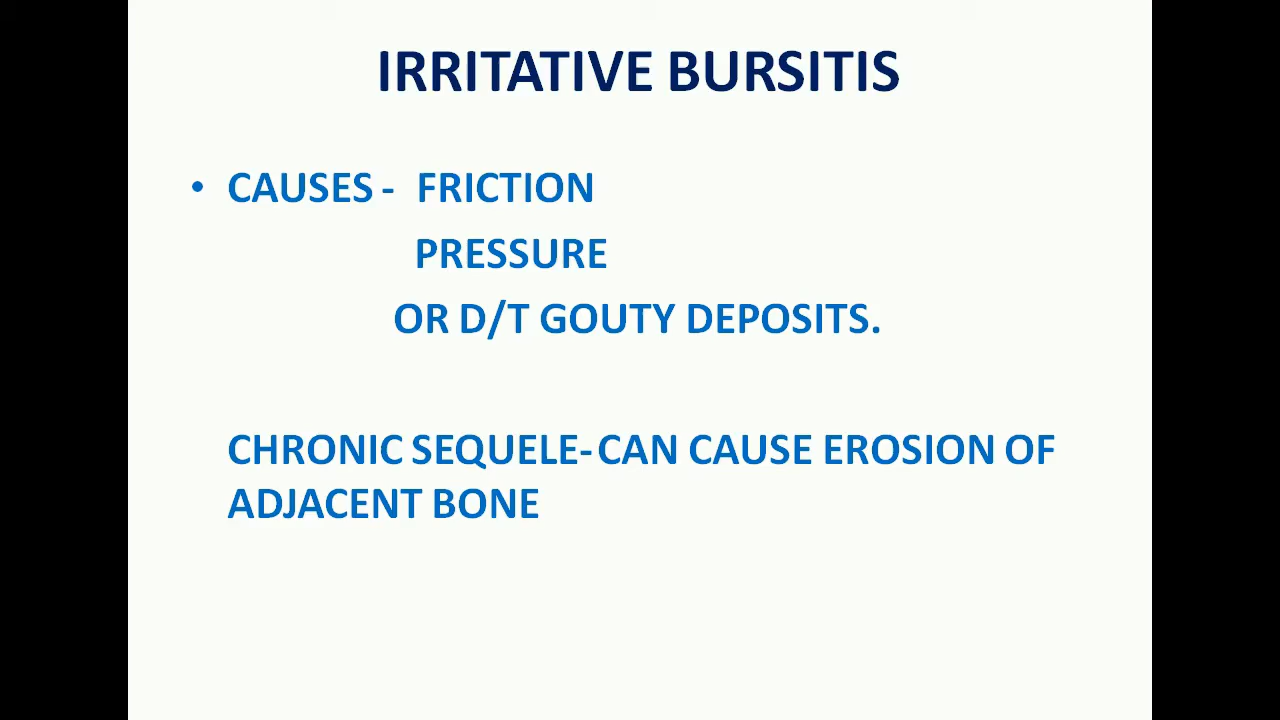 IRRITATIVE BURSITIS
• CAUSES - FRICTION
PRESSURE
OR D/T GOUTY DEPOSITS.
CHRONIC SEQUELE- CAN CAUSE EROSION OF
ADJACENT BONE